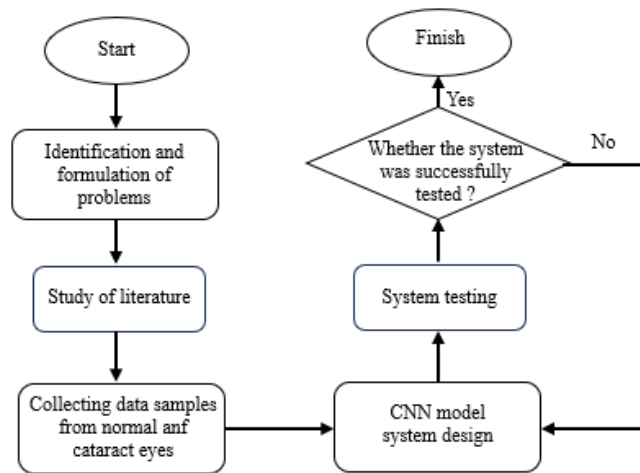 Start
Identification and
formulation of
problems
Study of literature
Collecting data samples
from normal anf
cataract eyes
CNN model
system design
System testing
Whether the system
was successfully
tested ?
Yes
No
Finish